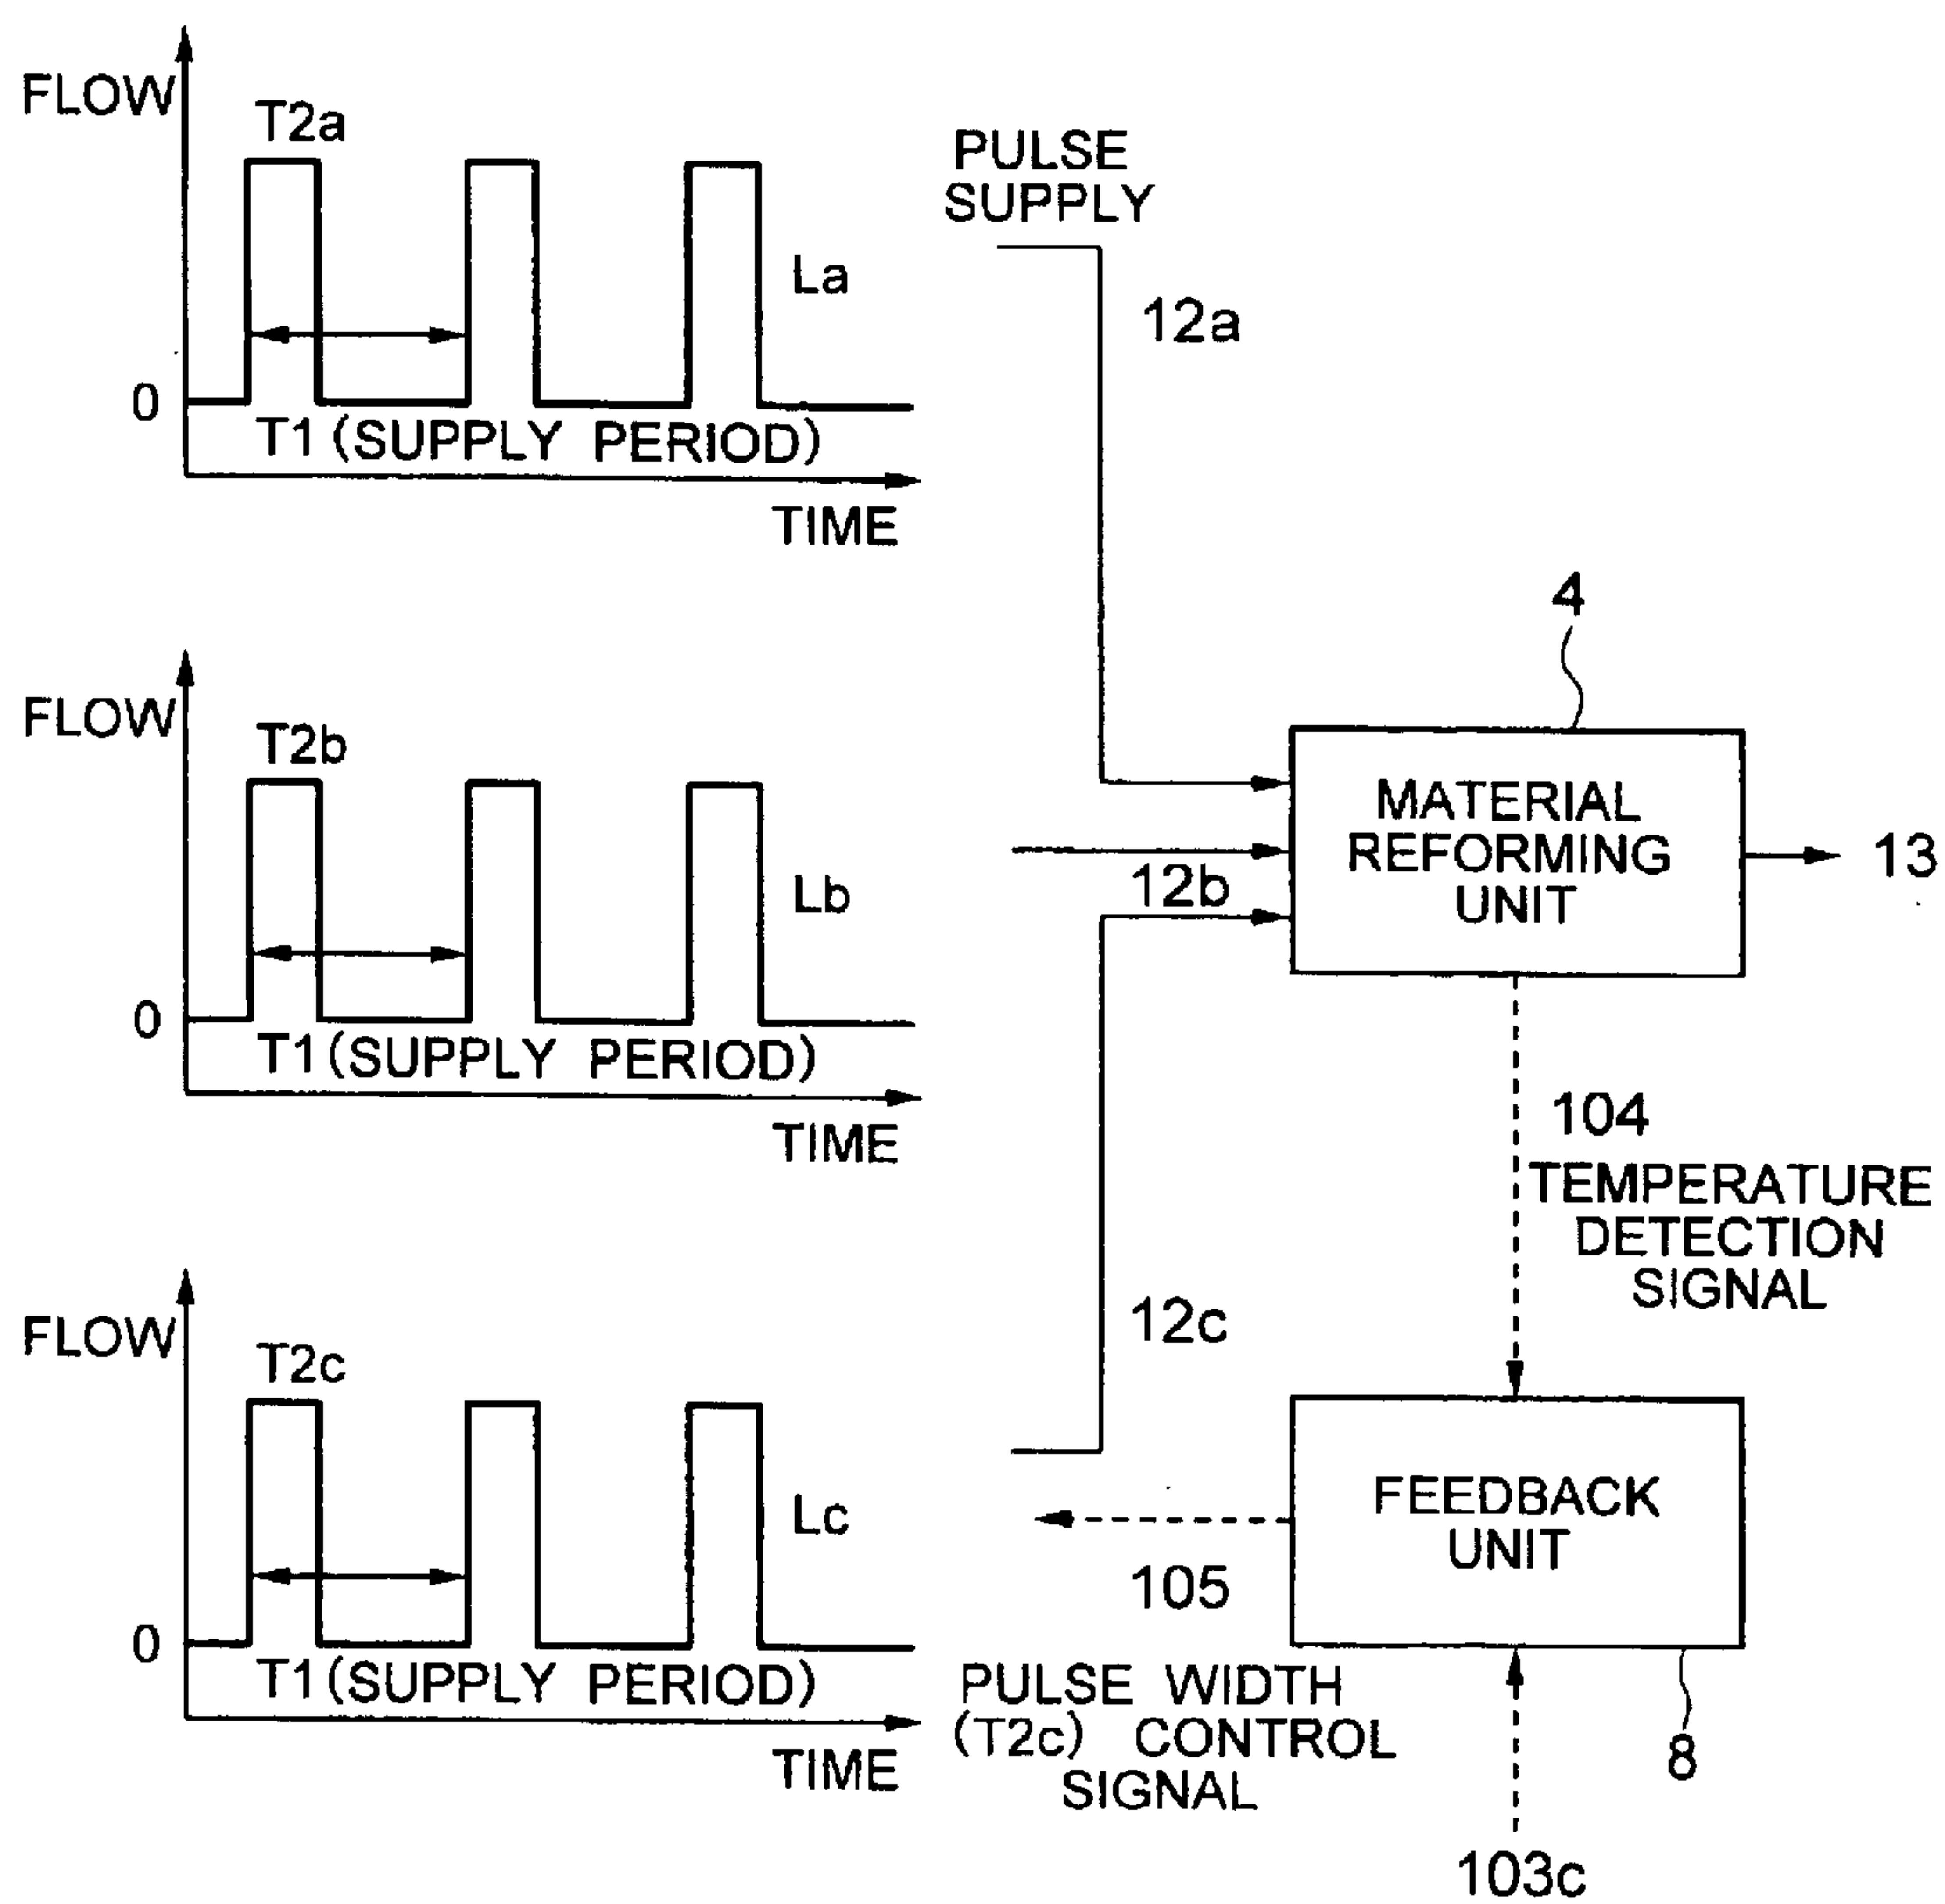 FLOW
T2a
La
0
T1 (SUPPLY PERIOD)
TIME
PULSE
SUPPLY
12a
FLOW
T2b
Lb
0
T1 (SUPPLY PERIOD)
TIME
12b
4
MATERIAL
REFORMING
UNIT
13
104
TEMPERATURE
DETECTION
SIGNAL
FLOW
T2c
Lc
0
T1 (SUPPLY PERIOD)
TIME
12c
105
PULSE WIDTH
(T2c) CONTROL
SIGNAL
FEEDBACK
UNIT
8
103c